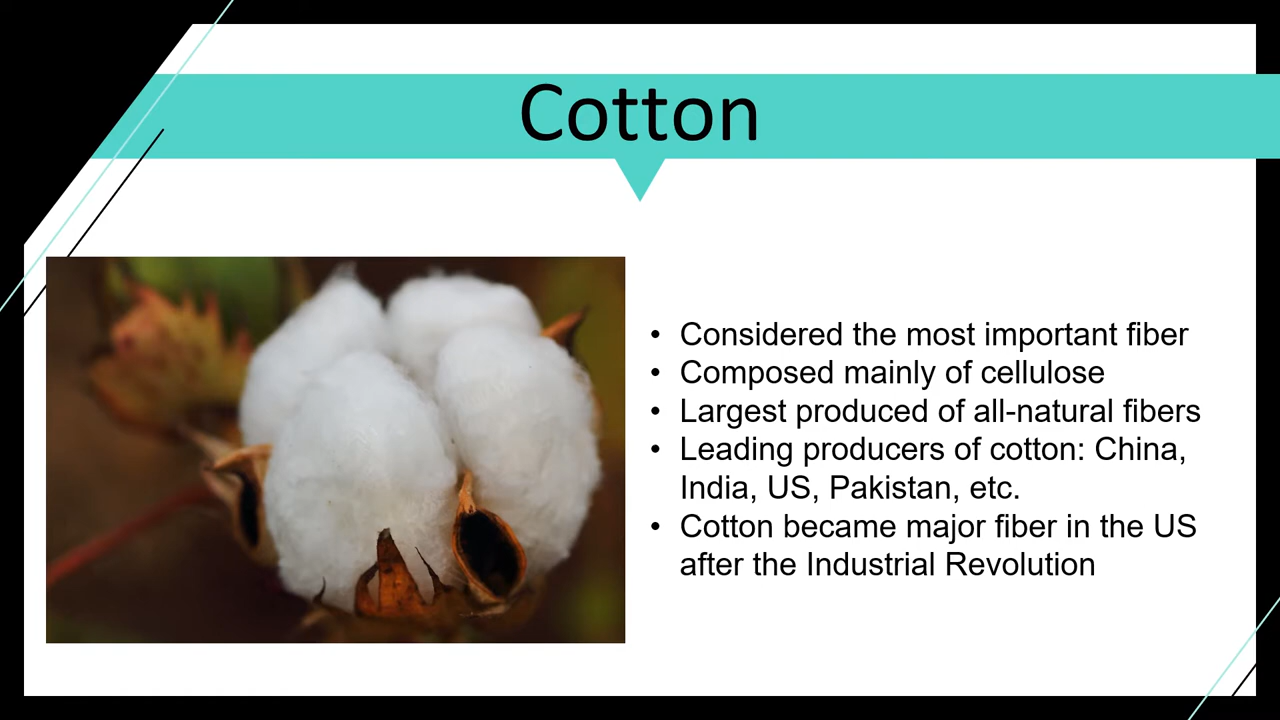 Cotton
• Considered the most important fiber
• Composed mainly of cellulose
• Largest produced of all-natural fibers
• Leading producers of cotton: China,
India, US, Pakistan, etc.
• Cotton became major fiber in the US
after the Industrial Revolution